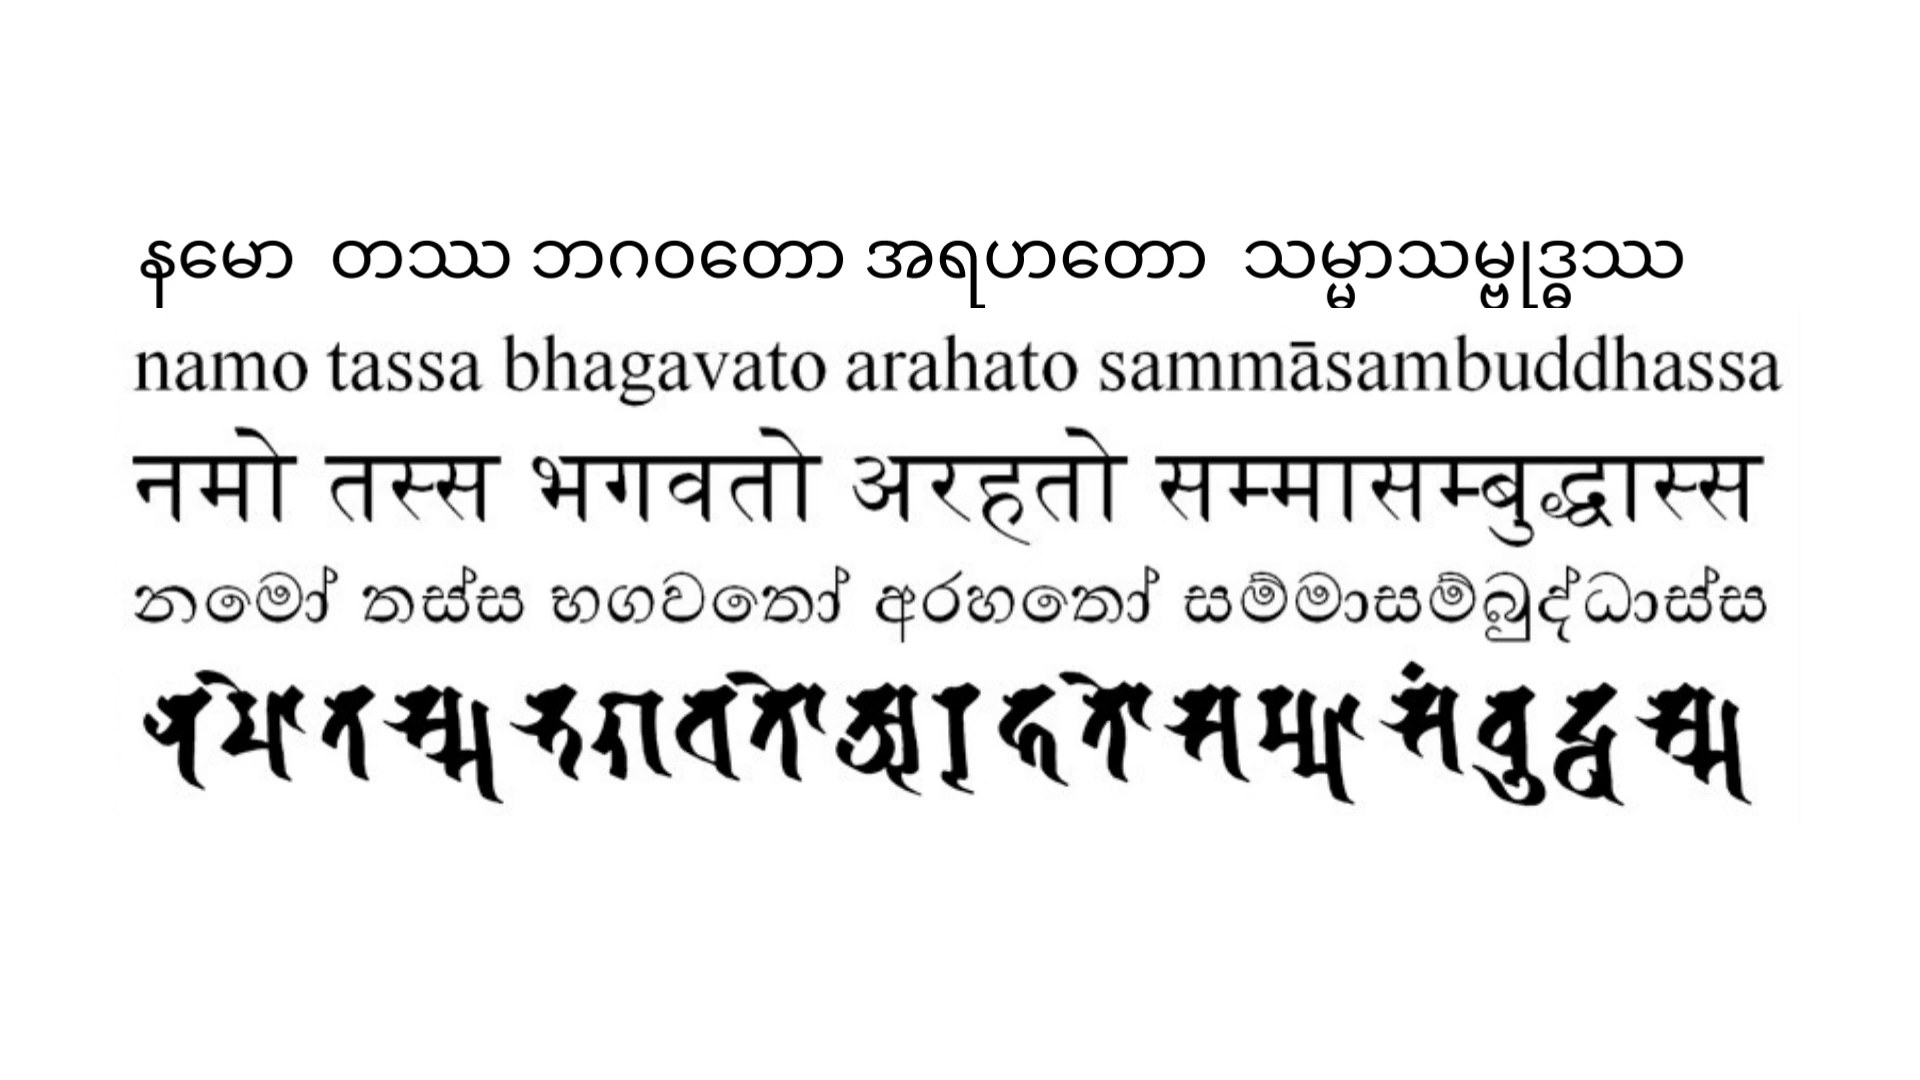 နမော တဿ ဘဂဝတော အရဟတော သမ္မာသမ္ဗုဒ္ဓဿ
namo tassa bhagavato arahato sammāsambuddhassa
नमो तस्स भगवतो अरहतो सम्मासम्बुद्धास्स
නමෝ තස්ස භගවතෝ අරහතෝ සම්මාසම්බුද්ධාස්ස